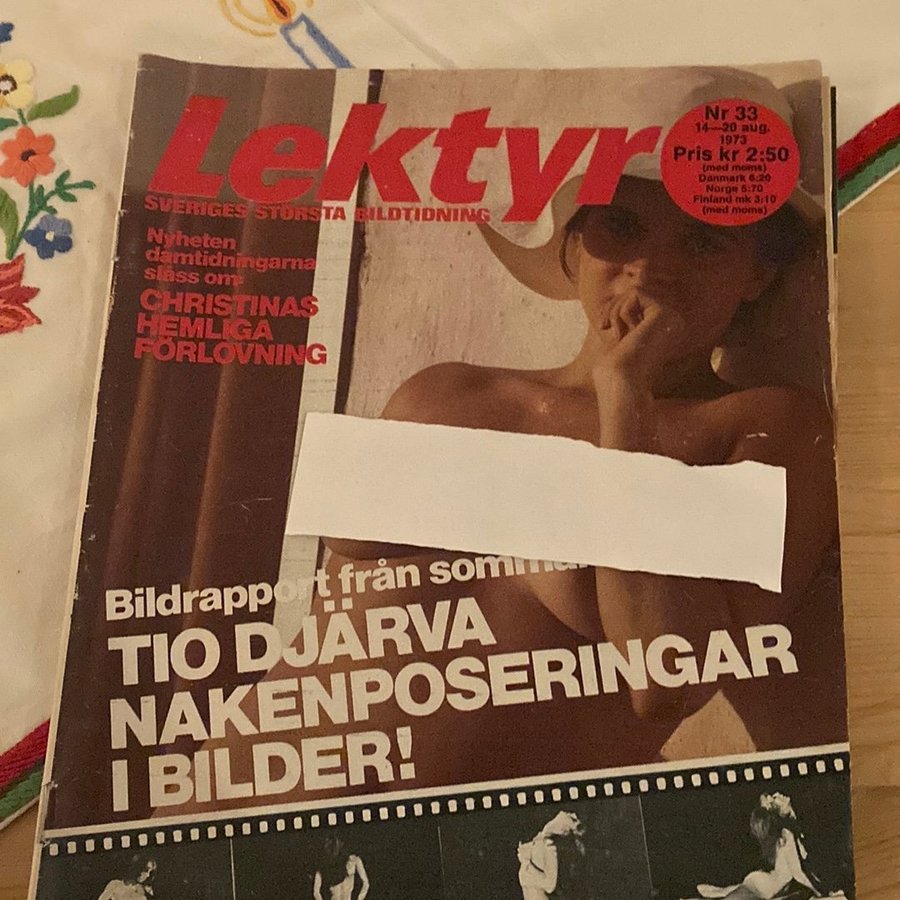 Lektyr
SVERIGES STÖRSTA BILDTIDNING
Nr 33
14—20 aug.
1973
Pris kr 2:50
(med moms)
Danmark 6:20
Norge 5:70
Finland mk 3:10
(med moms)
Nyheten
damtidningarna
slåss om:
CHRISTINAS
HEMLIGA
FÖRLOVNING
Bildrapport från
TIO DJÄRVA
NAKENPOSERINGAR
I BILDER!